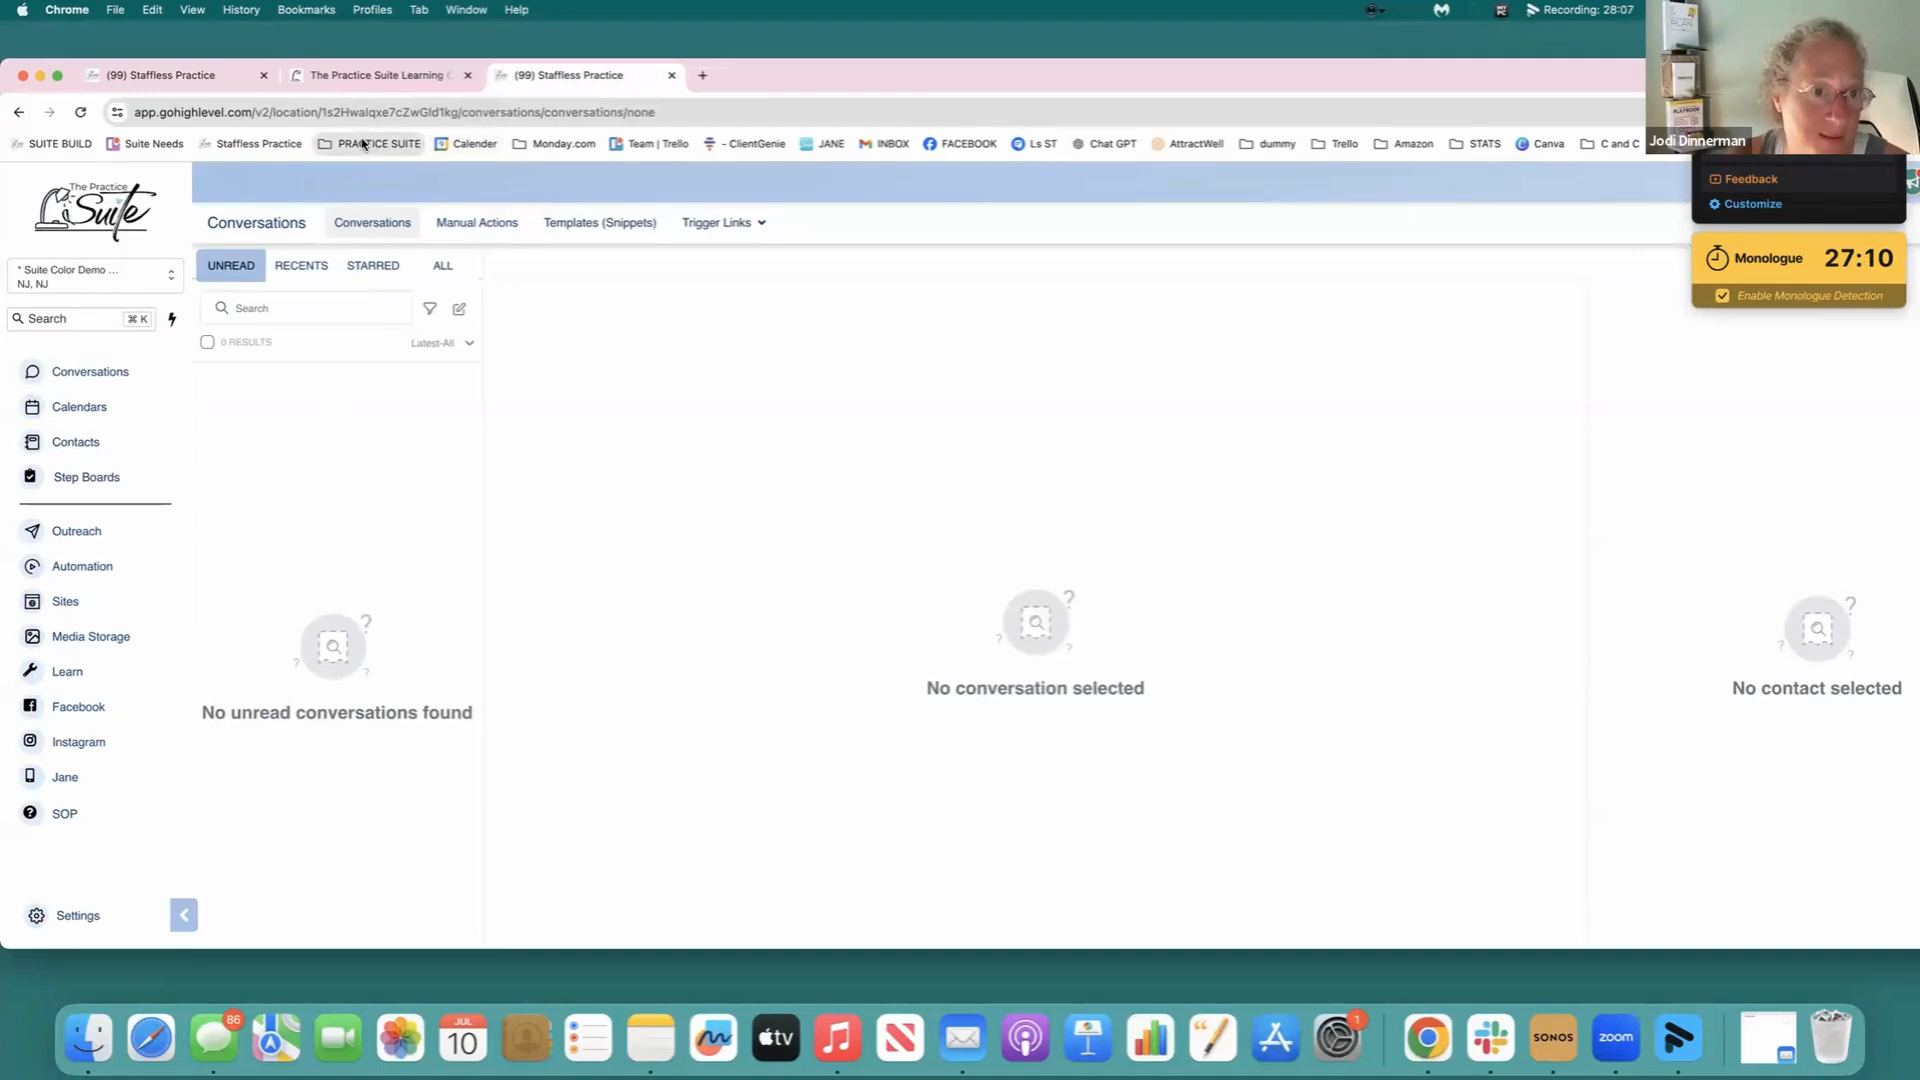 Chrome File Edit View History Bookmarks Profiles Tab Window Help
Recording: 28:07
(99) Staffless Practice
The Practice Suite Learning
(99) Staffless Practice
app.gohighlevel.com/v2/location/1s2HwaIqxe7cZwGld1kg/conversations/conversations/none
SUITE BUILD Suite Needs Staffless Practice PRACTICE SUITE Calender Monday.com Team | Trello - ClientGenie JANE INBOX FACEBOOK Ls ST Chat GPT AttractWell dummy Trello Amazon STATS Canva C and C
Jodi Dinnerman
Feedback
Customize
Monologue 27:10
Enable Monologue Detection
The Practice
Suite
* Suite Color Demo ...
NJ, NJ
Search ⌘ K
Conversations
Calendars
Contacts
Step Boards
Outreach
Automation
Sites
Media Storage
Learn
Facebook
Instagram
Jane
SOP
Settings
Conversations Conversations Manual Actions Templates (Snippets) Trigger Links
UNREAD RECENTS STARRED ALL
Search
0 RESULTS Latest-All
No unread conversations found
No conversation selected
No contact selected
86
JUL
10
tv
1
SONOS
zoom